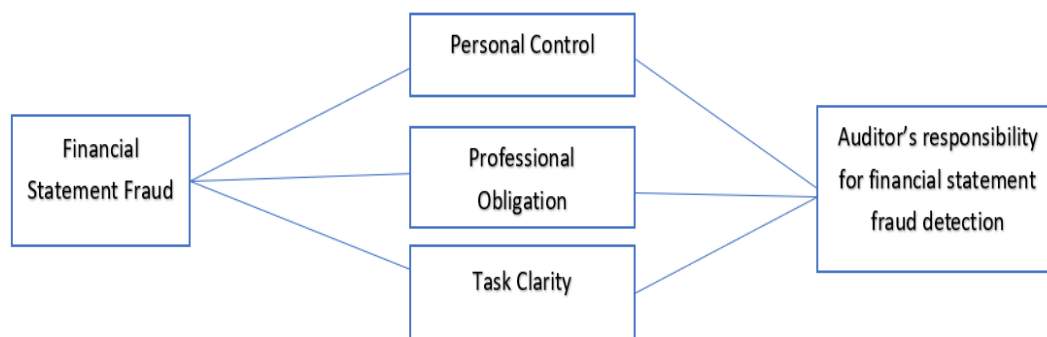 Financial
Statement Fraud
Personal Control
Professional
Obligation
Task Clarity
Auditor’s responsibility
for financial statement
fraud detection